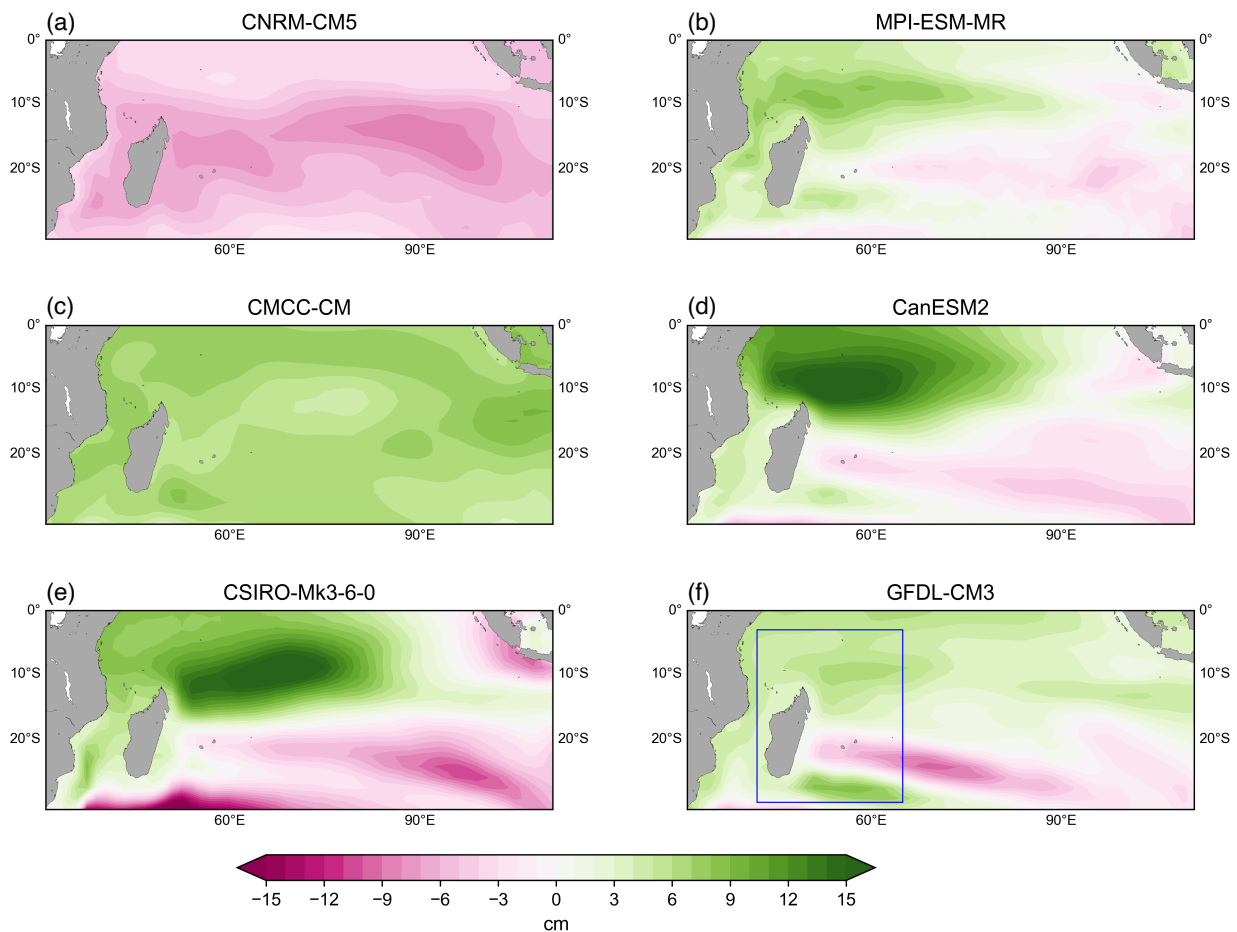 (a) CNRM-CM5 (b) MPI-ESM-MR
0° 0° 0° 0°
10°S 10°S 10°S 10°S
20°S 20°S 20°S 20°S
60°E 90°E 60°E 90°E
(c) CMCC-CM (d) CanESM2
0° 0° 0° 0°
10°S 10°S 10°S 10°S
20°S 20°S 20°S 20°S
60°E 90°E 60°E 90°E
(e) CSIRO-Mk3-6-0 (f) GFDL-CM3
0° 0° 0° 0°
10°S 10°S 10°S 10°S
20°S 20°S 20°S 20°S
60°E 90°E 60°E 90°E
−15 −12 −9 −6 −3 0 3 6 9 12 15
cm